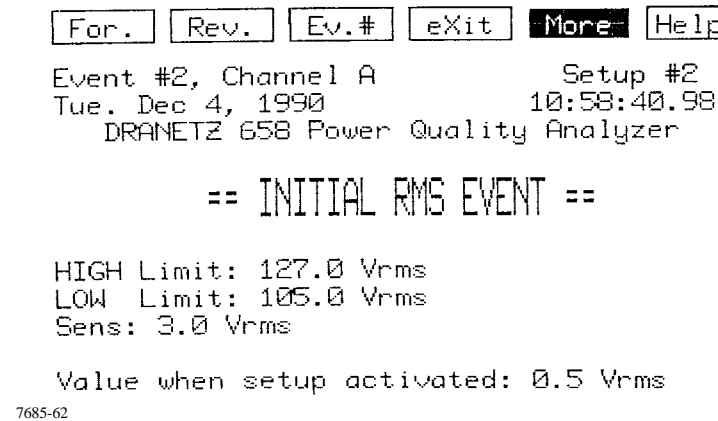 For. Rev. Ev.# eXit More Help
Event #2, Channel A Setup #2
Tue. Dec 4, 1990 10:58:40.98
DRANETZ 658 Power Quality Analyzer
== INITIAL RMS EVENT ==
HIGH Limit: 127.0 Vrms
LOW Limit: 105.0 Vrms
Sens: 3.0 Vrms
Value when setup activated: 0.5 Vrms
7685-62